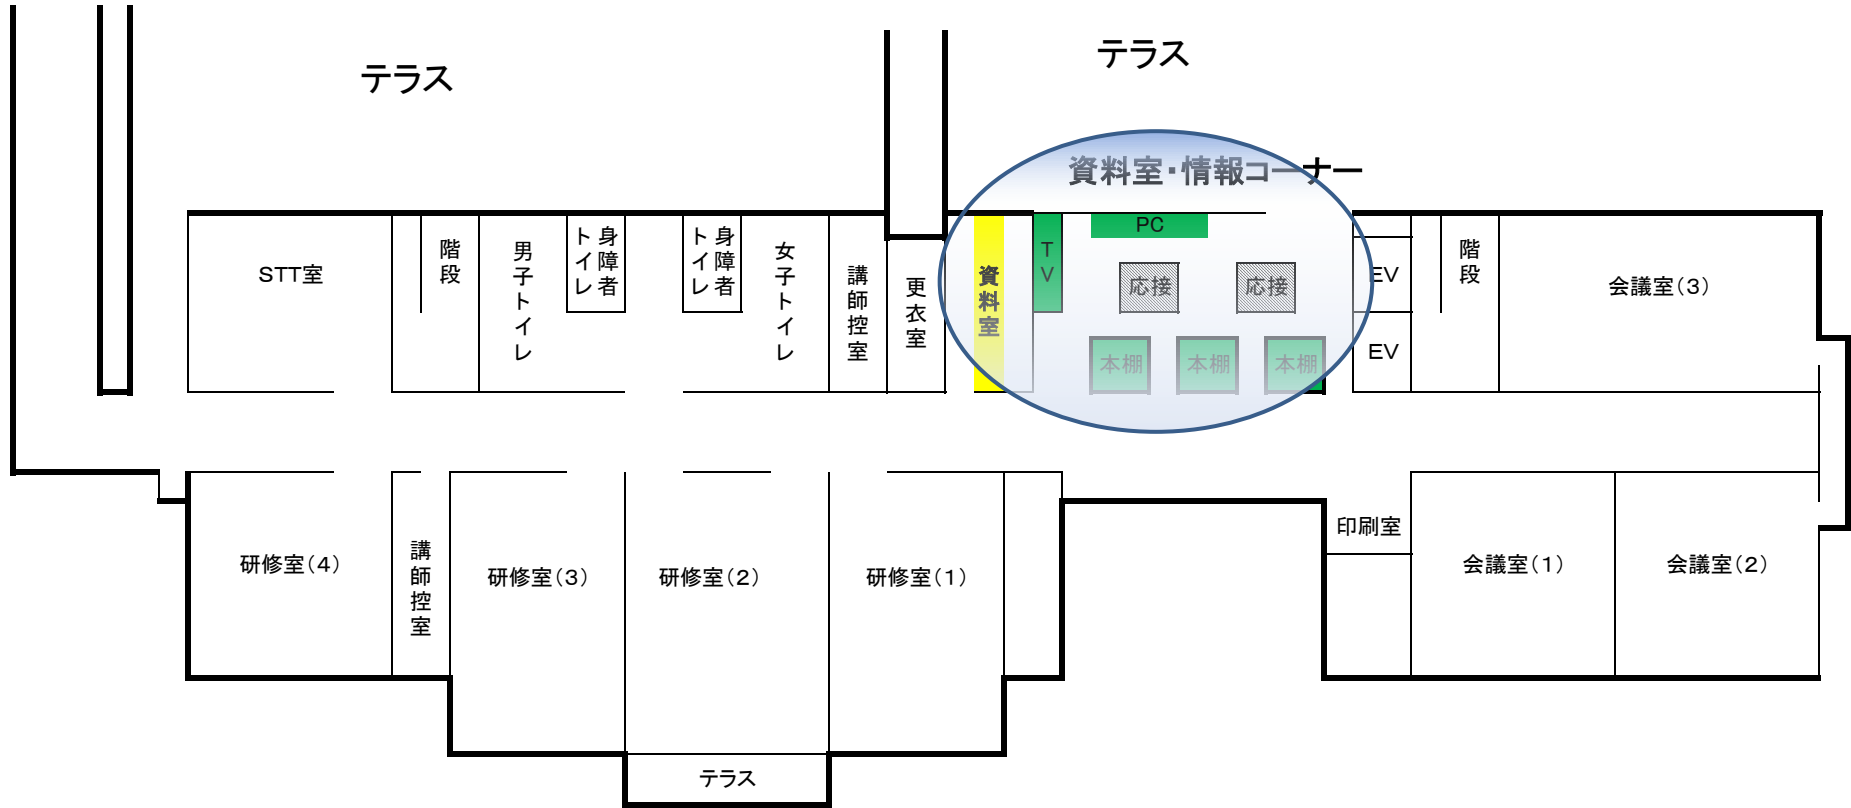 テラス
テラス
資料室・情報コーナー
STT室
階段
男子トイレ
身障者トイレ
身障者トイレ
女子トイレ
講師控室
更衣室
資料室
TV
PC
応接
応接
本棚
本棚
本棚
EV
EV
階段
会議室(3)
研修室(4)
講師控室
研修室(3)
研修室(2)
研修室(1)
印刷室
会議室(1)
会議室(2)
テラス